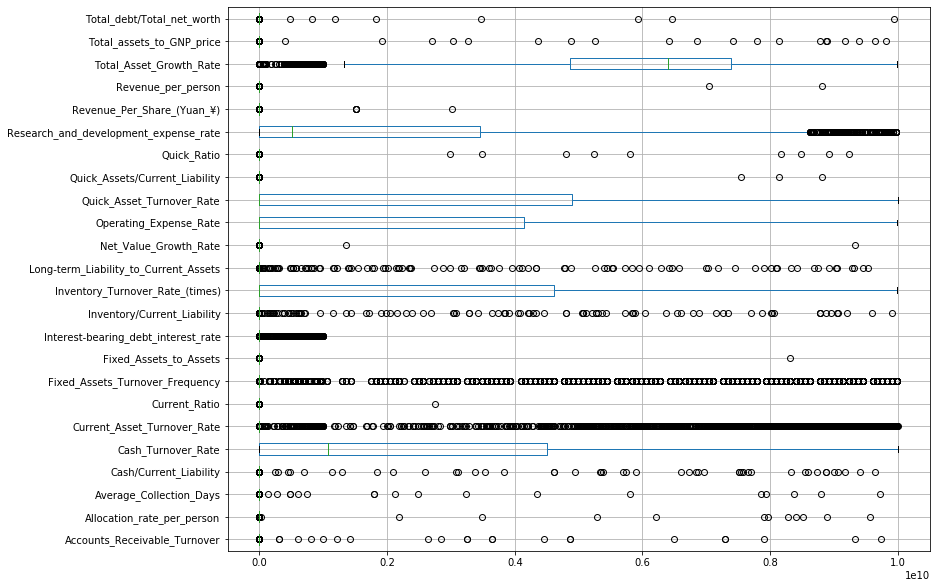 Total_debt/Total_net_worth
Total_assets_to_GNP_price
Total_Asset_Growth_Rate
Revenue_per_person
Revenue_Per_Share_(Yuan_¥)
Research_and_development_expense_rate
Quick_Ratio
Quick_Assets/Current_Liability
Quick_Asset_Turnover_Rate
Operating_Expense_Rate
Net_Value_Growth_Rate
Long-term_Liability_to_Current_Assets
Inventory_Turnover_Rate_(times)
Inventory/Current_Liability
Interest-bearing_debt_interest_rate
Fixed_Assets_to_Assets
Fixed_Assets_Turnover_Frequency
Current_Ratio
Current_Asset_Turnover_Rate
Cash_Turnover_Rate
Cash/Current_Liability
Average_Collection_Days
Allocation_rate_per_person
Accounts_Receivable_Turnover
0.0 0.2 0.4 0.6 0.8 1.0
1e10